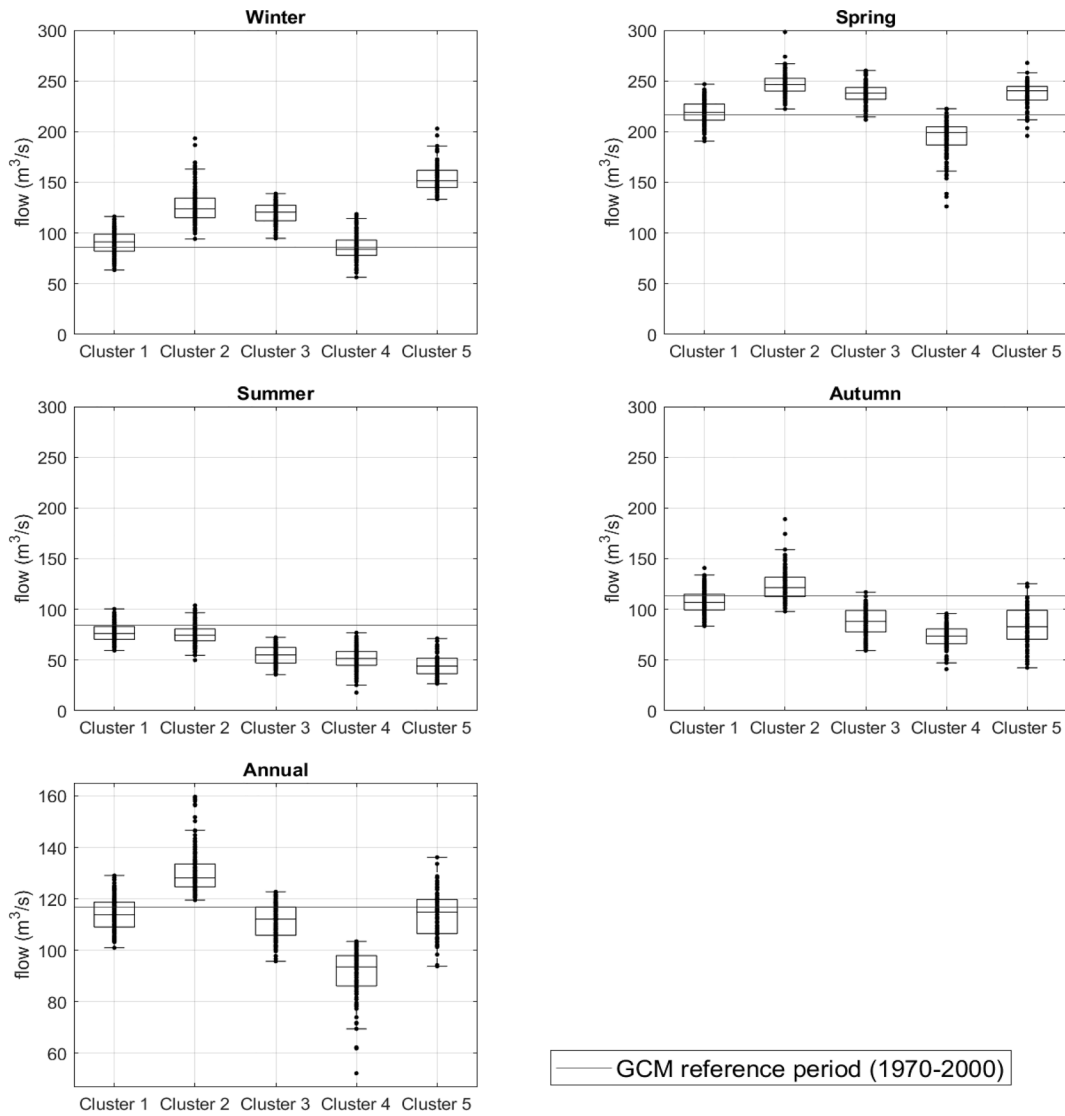 Winter
300
250
200
150
100
50
0
flow (m³/s)
Cluster 1 Cluster 2 Cluster 3 Cluster 4 Cluster 5
Spring
300
250
200
150
100
50
0
flow (m³/s)
Cluster 1 Cluster 2 Cluster 3 Cluster 4 Cluster 5
Summer
300
250
200
150
100
50
0
flow (m³/s)
Cluster 1 Cluster 2 Cluster 3 Cluster 4 Cluster 5
Autumn
300
250
200
150
100
50
0
flow (m³/s)
Cluster 1 Cluster 2 Cluster 3 Cluster 4 Cluster 5
Annual
160
140
120
100
80
60
flow (m³/s)
Cluster 1 Cluster 2 Cluster 3 Cluster 4 Cluster 5
GCM reference period (1970-2000)